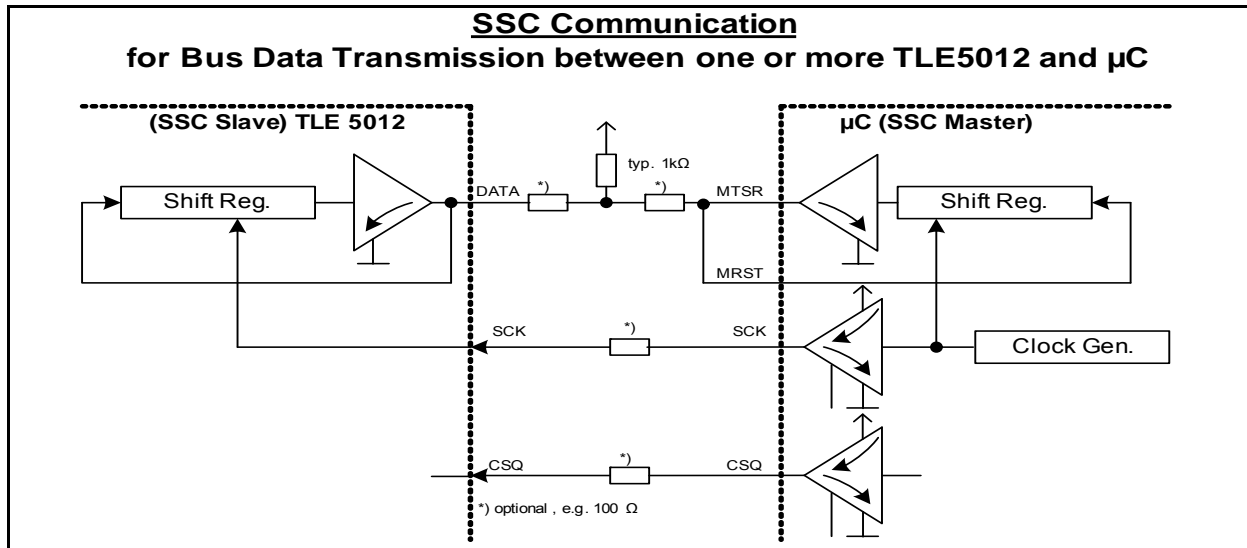 SSC Communication
for Bus Data Transmission between one or more TLE5012 and µC
(SSC Slave) TLE 5012
µC (SSC Master)
typ. 1kΩ
Shift Reg.
DATA
*)
*)
MTSR
Shift Reg.
MRST
SCK
*)
SCK
Clock Gen.
CSQ
*)
CSQ
*) optional , e.g. 100 Ω